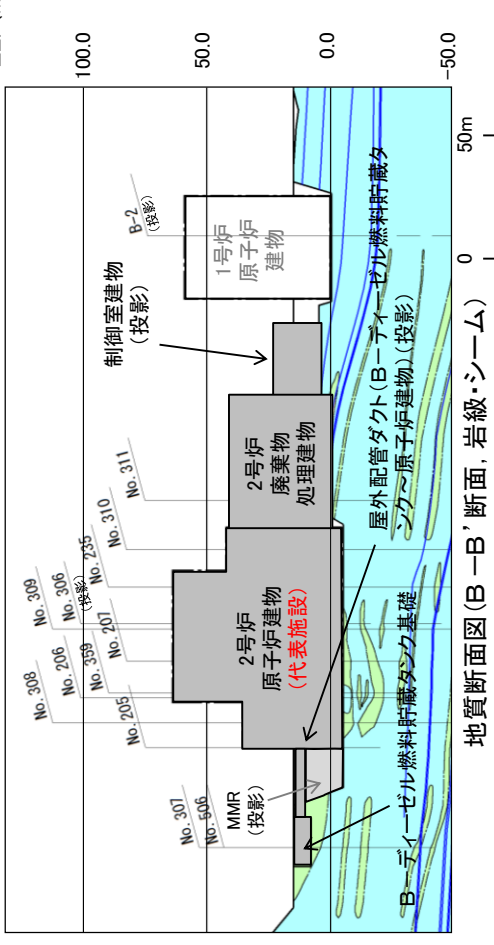 EL. (m
100.0
50.0
0.0
−50.0
No. 308
No. 309
No. 206
No. 306
(投影)
No. 359
No. 235
No. 207
No. 310
No. 205
No. 311
No. 307
No. 506
B-2
(投影)
MMR
(投影)
2号炉
原子炉建物
(代表施設)
2号炉
廃棄物
処理建物
制御室建物
(投影)
1号炉
原子炉
建物
B−ディーゼル燃料貯蔵タンク基礎
屋外配管ダクト(B−ディーゼル燃料貯蔵タ
ンク~原子炉建物)(投影)
0
50m
地質断面図(B−B’断面, 岩級・シーム)